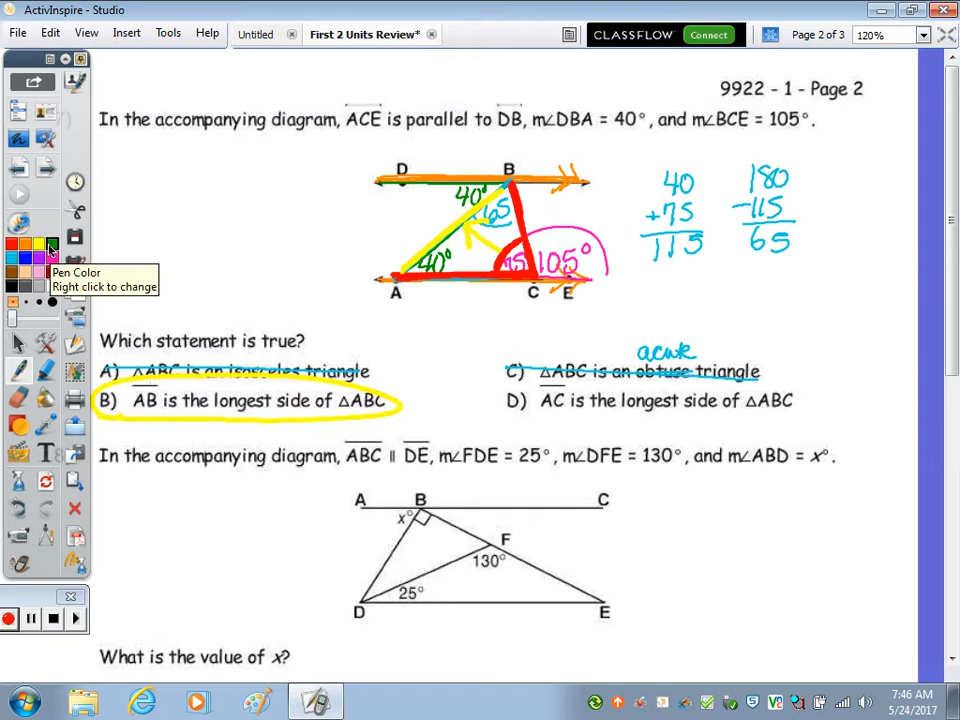 ActivInspire - Studio
File Edit View Insert Tools Help
Untitled
First 2 Units Review*
CLASSFLOW Connect
Page 2 of 3
120%
9922 - 1 - Page 2
In the accompanying diagram, ACE is parallel to DB, m∠DBA = 40°, and m∠BCE = 105°.
D B
40°
65
40°
75 105°
A C E
40
+75
115
180
-115
65
Pen Color
Right click to change
Which statement is true?
A) △ABC is an isosceles triangle
B) AB is the longest side of △ABC
acute
C) △ABC is an obtuse triangle
D) AC is the longest side of △ABC
In the accompanying diagram, ABC ∥ DE, m∠FDE = 25°, m∠DFE = 130°, and m∠ABD = x°.
A B C
x°
F
130°
25°
D E
What is the value of x?
7:46 AM
5/24/2017